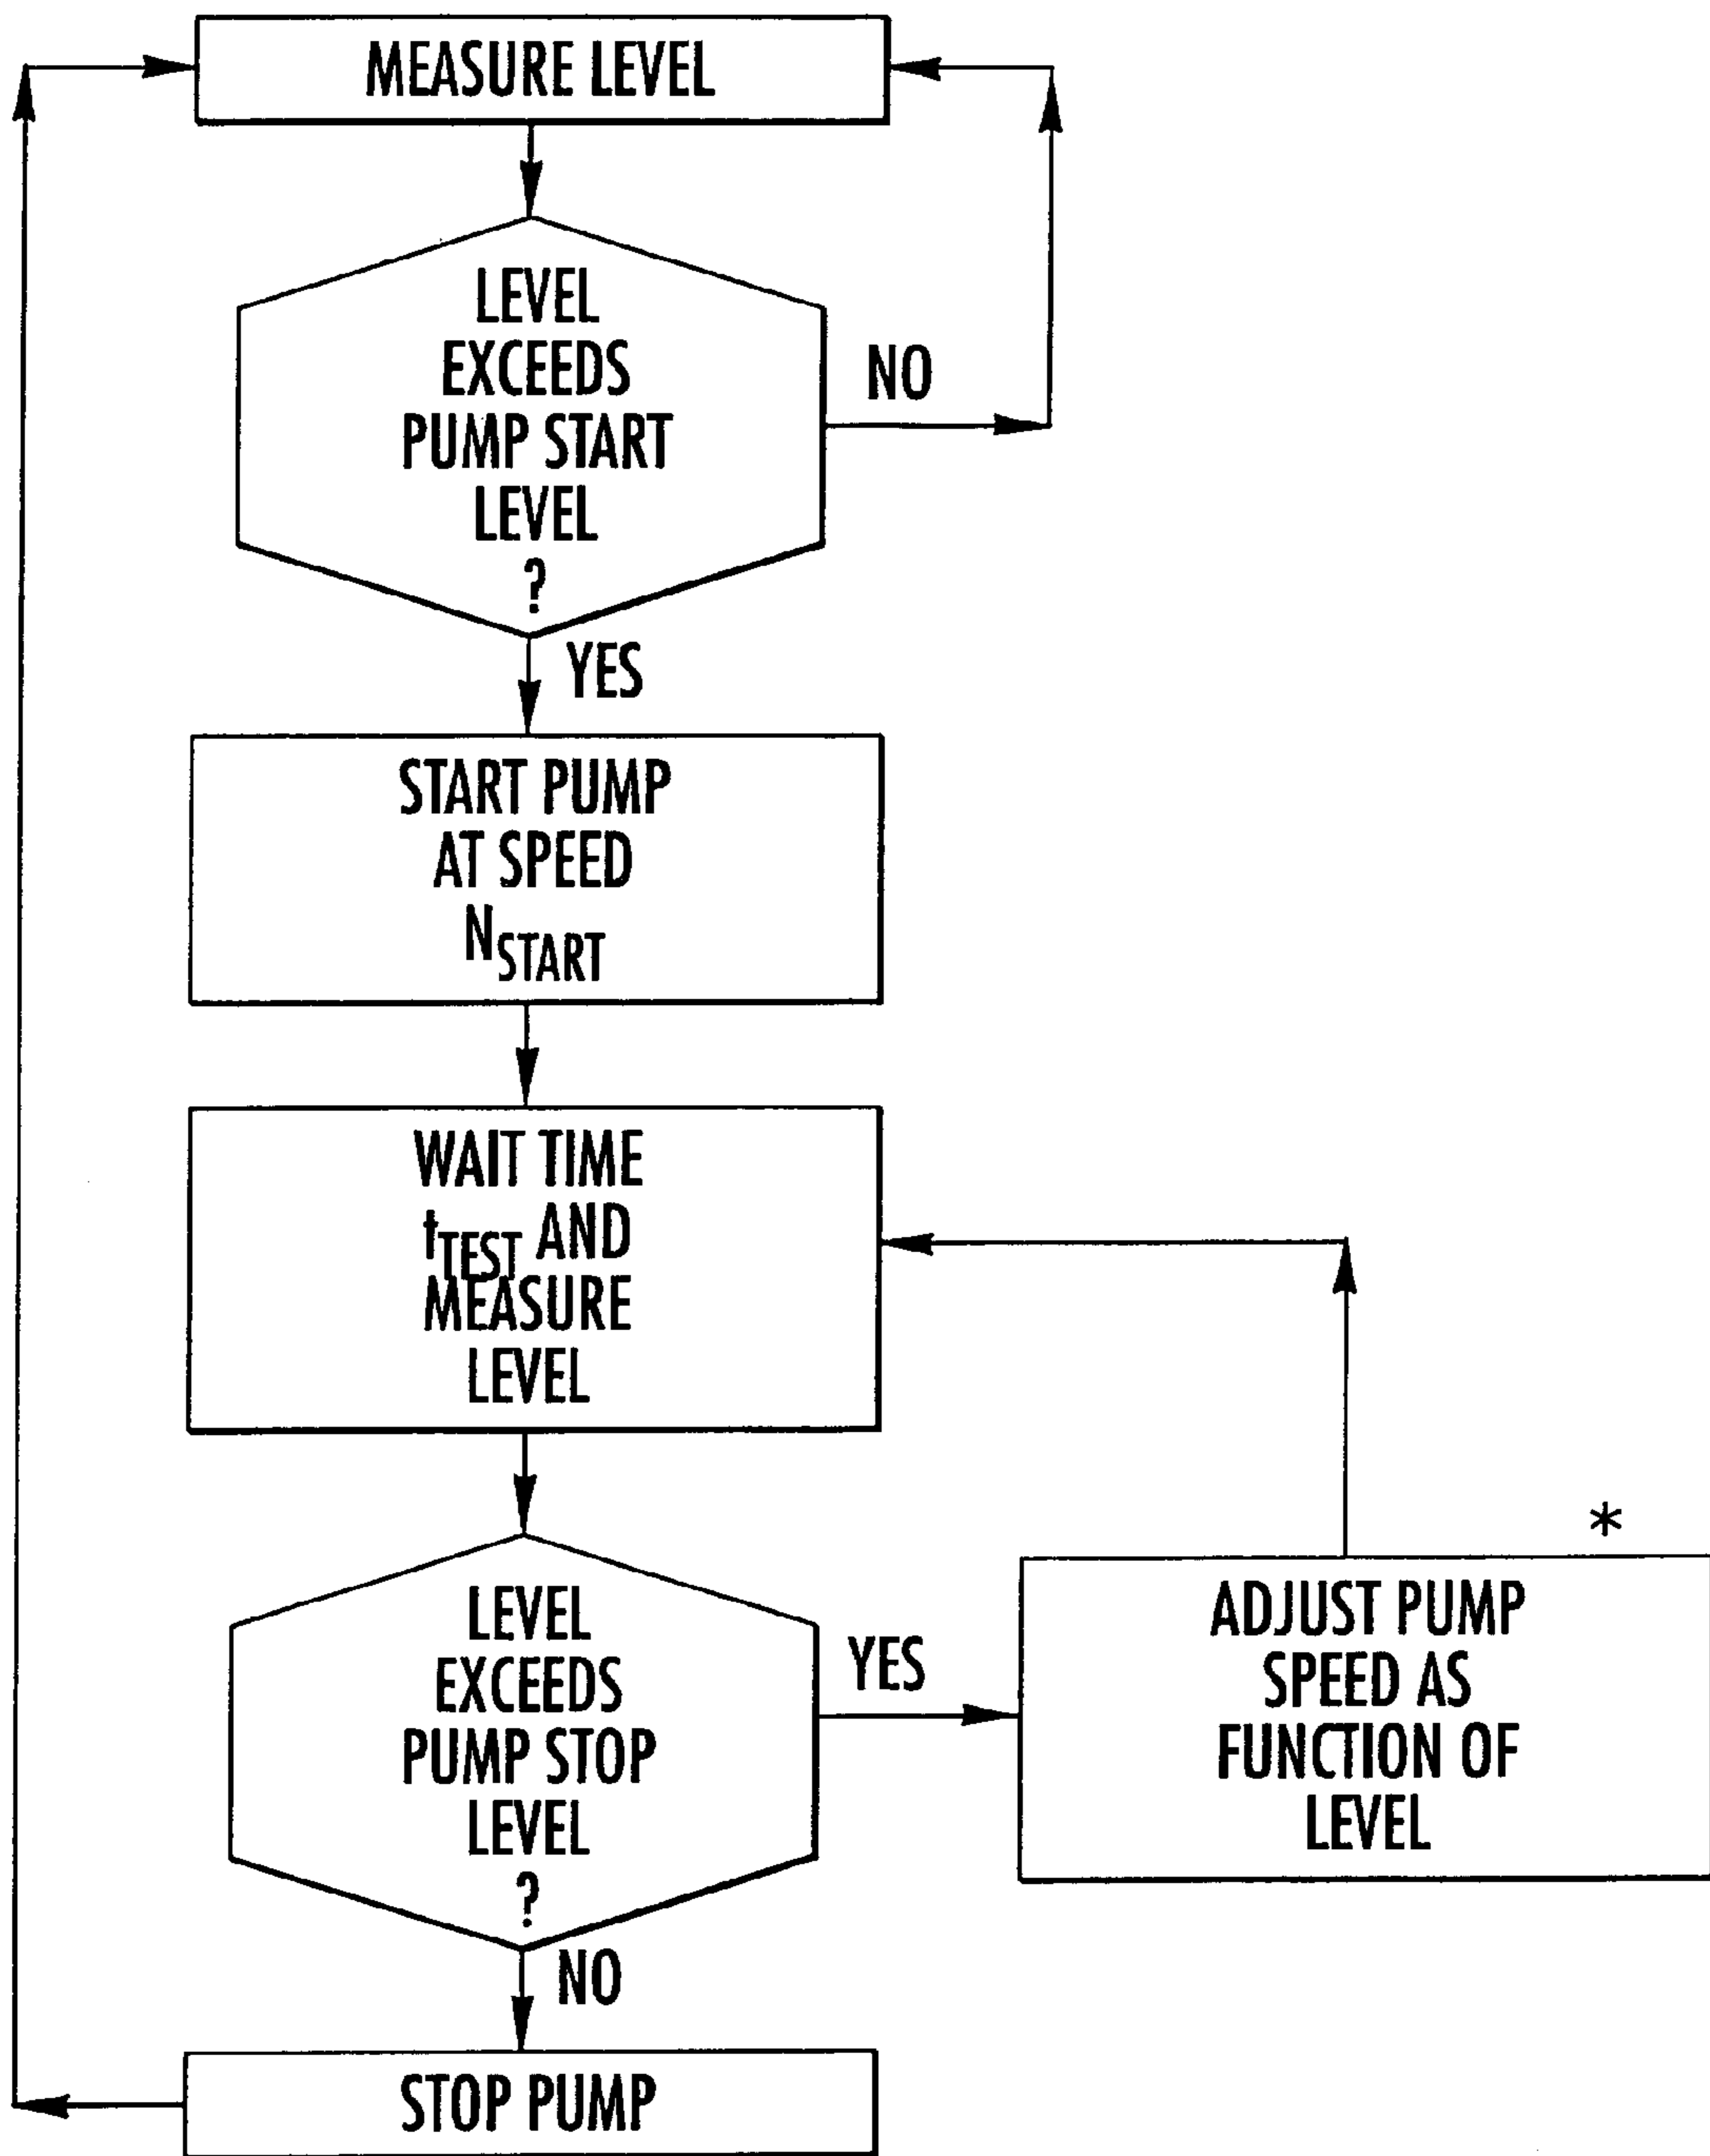 MEASURE LEVEL
LEVEL
EXCEEDS
PUMP START
LEVEL
?
NO
YES
START PUMP
AT SPEED
NSTART
WAIT TIME
tTEST AND
MEASURE
LEVEL
LEVEL
EXCEEDS
PUMP STOP
LEVEL
?
YES
*
ADJUST PUMP
SPEED AS
FUNCTION OF
LEVEL
NO
STOP PUMP